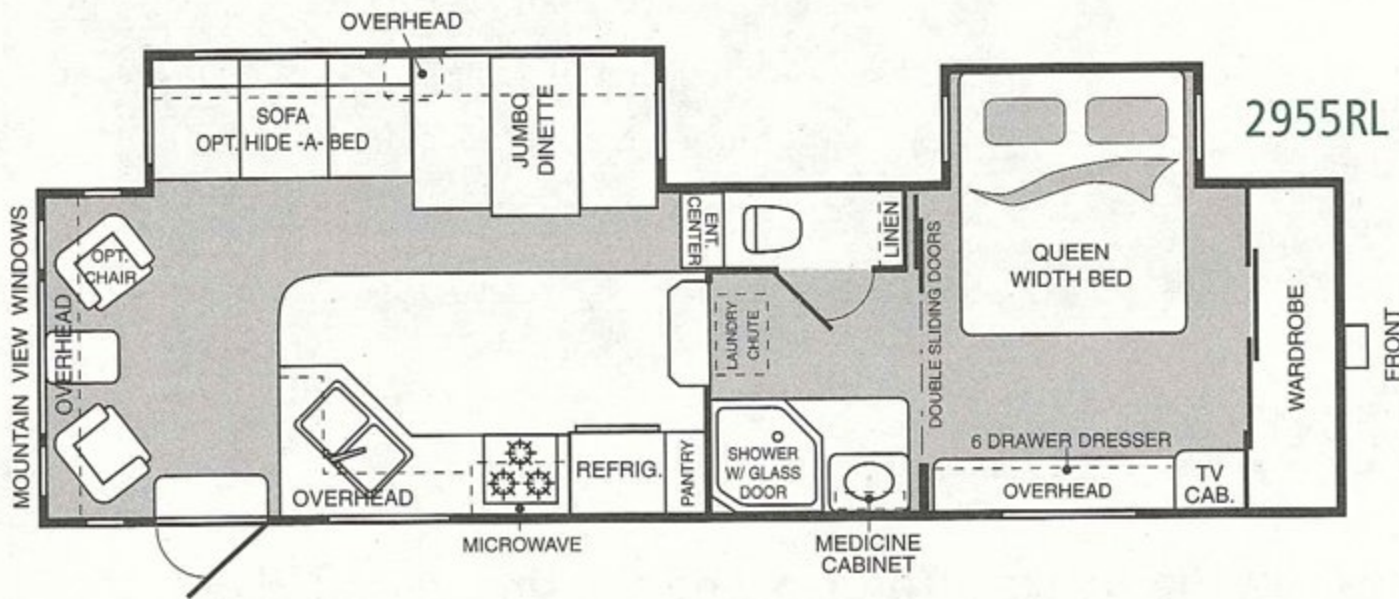 OVERHEAD
2955RL
SOFA
OPT. HIDE -A- BED
JUMBO
DINETTE
MOUNTAIN VIEW WINDOWS
OPT.
CHAIR
OVERHEAD
ENT.
CENTER
LINEN
DOUBLE SLIDING DOORS
QUEEN
WIDTH BED
WARDROBE
FRONT
LAUNDRY
CHUTE
OVERHEAD
REFRIG.
PANTRY
SHOWER
W/ GLASS
DOOR
6 DRAWER DRESSER
OVERHEAD
TV
CAB.
MICROWAVE
MEDICINE
CABINET